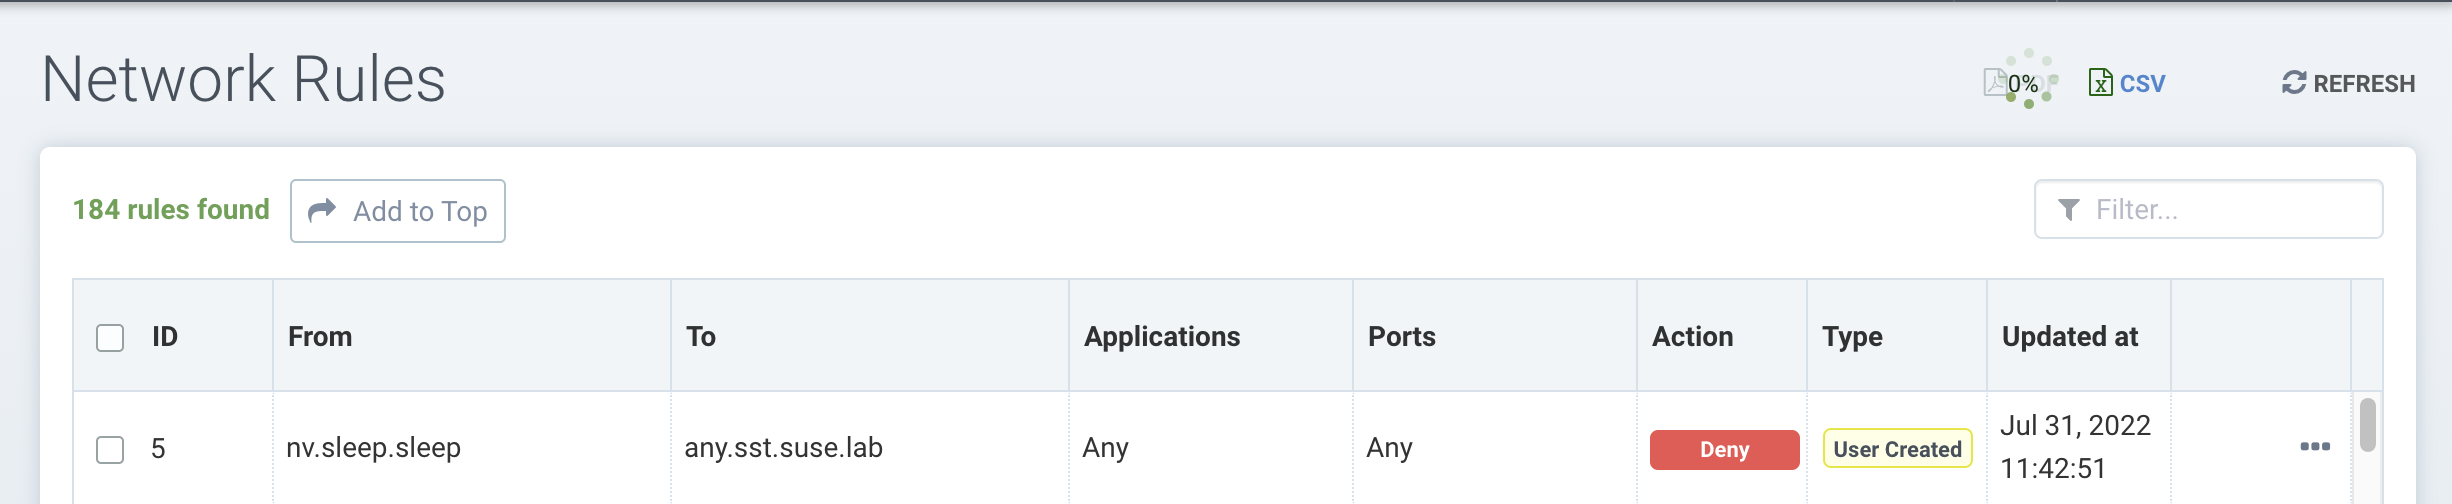 Network Rules
0%
CSV
REFRESH
184 rules found
Add to Top
Filter...
ID From To Applications Ports Action Type Updated at
5 nv.sleep.sleep any.sst.suse.lab Any Any Deny User Created Jul 31, 2022
11:42:51